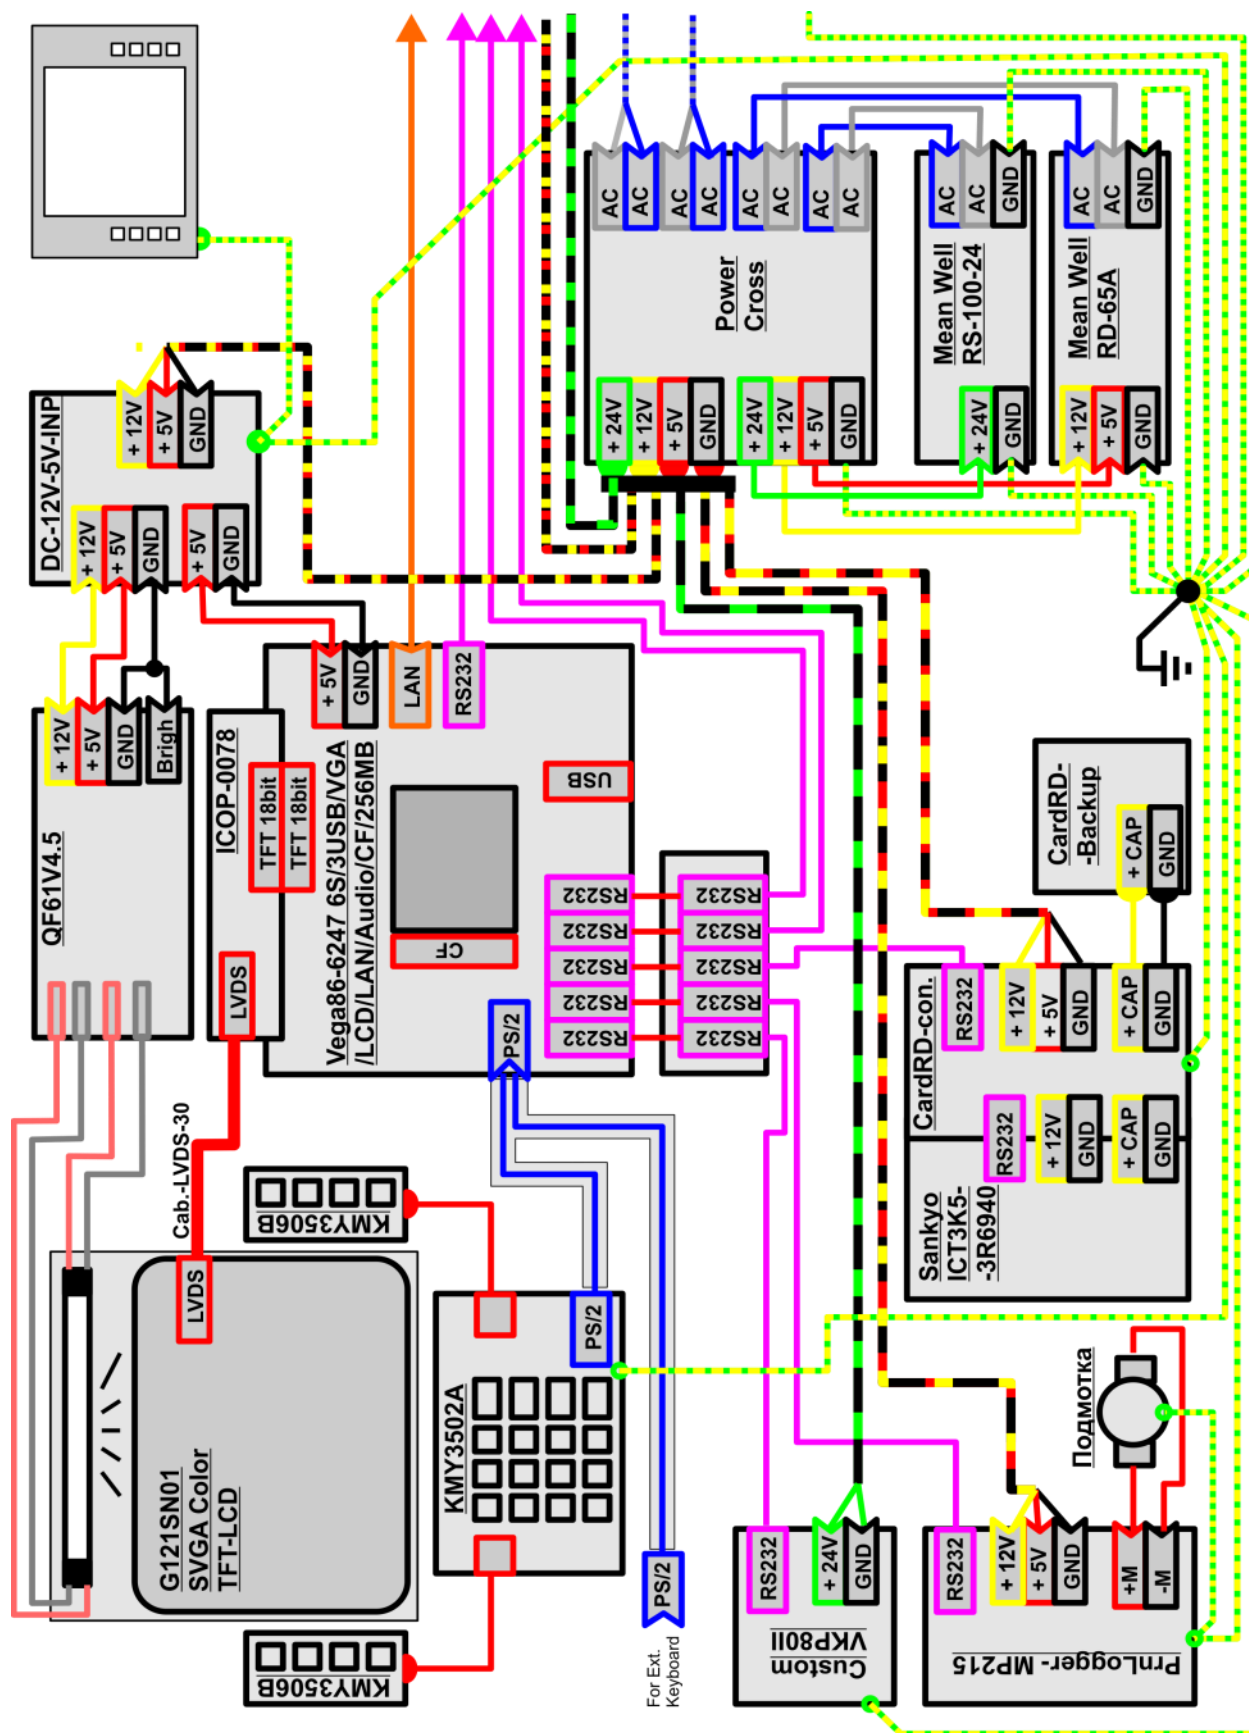 DC-12V-5V-INP
+ 12V
+ 5V
GND
+ 12V
+ 5V
GND
+ 5V
GND
QF61V4.5
+ 12V
+ 5V
GND
Brigh
ICOP-0078
TFT 18bit
TFT 18bit
LVDS
Vega86-6247 6S/3USB/VGA
/LCD/LAN/Audio/CF/256MB
+ 5V
GND
LAN
RS232
USB
CF
PS/2
RS232
RS232
RS232
RS232
RS232
RS232
RS232
RS232
RS232
RS232
Cab.-LVDS-30
LVDS
G121SN01
SVGA Color
TFT-LCD
KMY3506B
KMY3506B
KMY3502A
PS/2
PS/2
For Ext.
Keyboard
Power
Cross
AC
AC
AC
AC
AC
AC
AC
AC
+ 24V
+ 12V
+ 5V
GND
+ 24V
+ 12V
+ 5V
GND
Mean Well
RS-100-24
AC
AC
GND
+ 24V
GND
Mean Well
RD-65A
AC
AC
GND
+ 12V
+ 5V
GND
CardRD-
-Backup
+ CAP
GND
CardRD-con.
RS232
+ 12V
+ 5V
GND
+ CAP
GND
RS232
+ 12V
GND
+ CAP
GND
Sankyo
ICT3K5-
-3R6940
Подмотка
Custom
VKP80II
RS232
+ 24V
GND
PrnLogger- MP215
RS232
+ 12V
+ 5V
GND
+M
-M